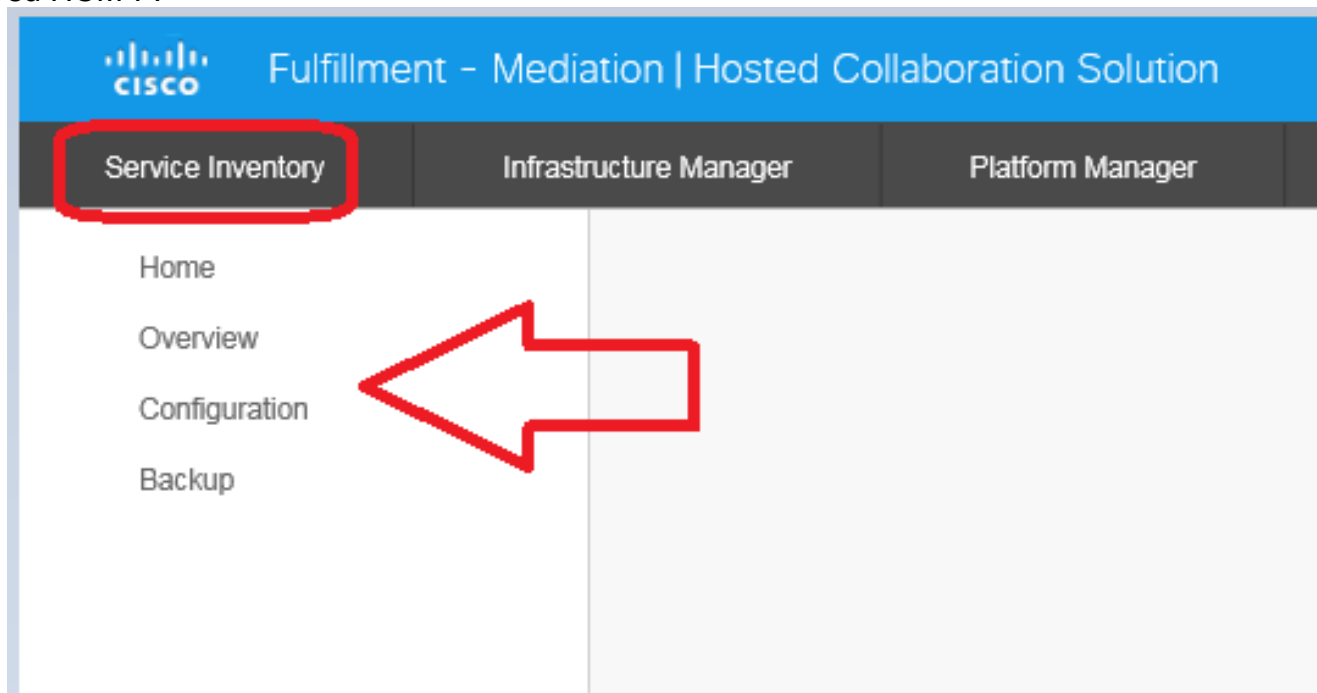 CISCO
Fulfillment - Mediation | Hosted Collaboration Solution
Service Inventory Infrastructure Manager Platform Manager
Home
Overview
Configuration
Backup